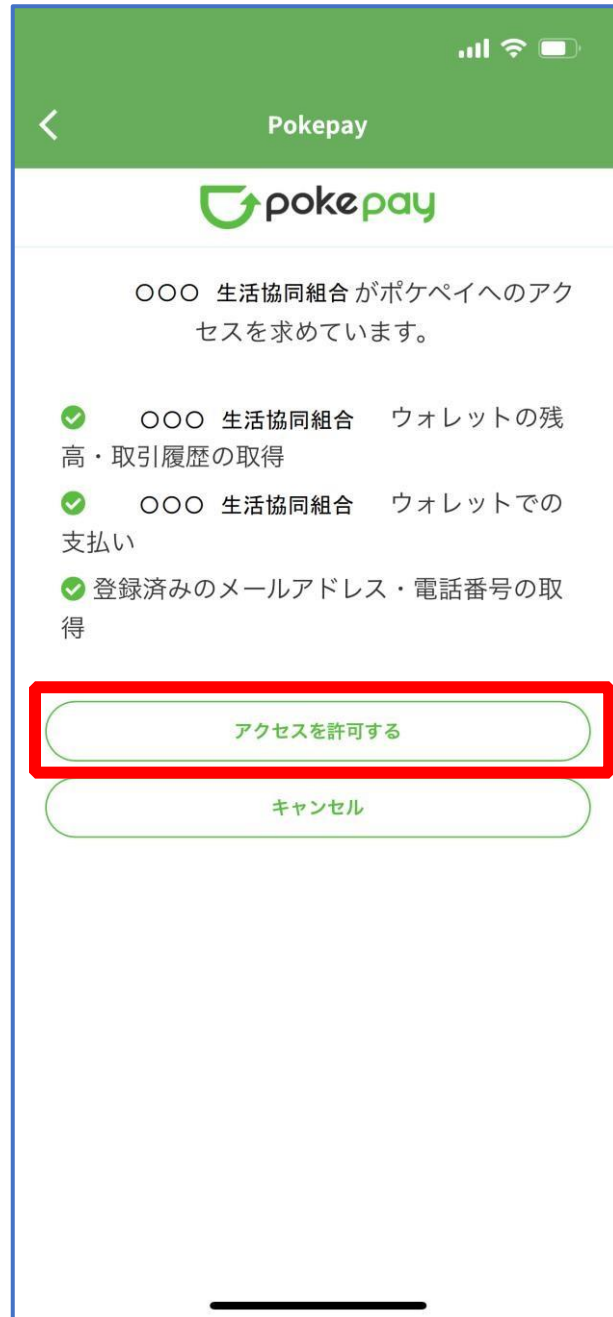 Pokepay
pokepay
○○○ 生活協同組合がポケペイへのアク
セスを求めています。
○○○ 生活協同組合 ウォレットの残
高・取引履歴の取得
○○○ 生活協同組合 ウォレットでの
支払い
登録済みのメールアドレス・電話番号の取
得
アクセスを許可する
キャンセル